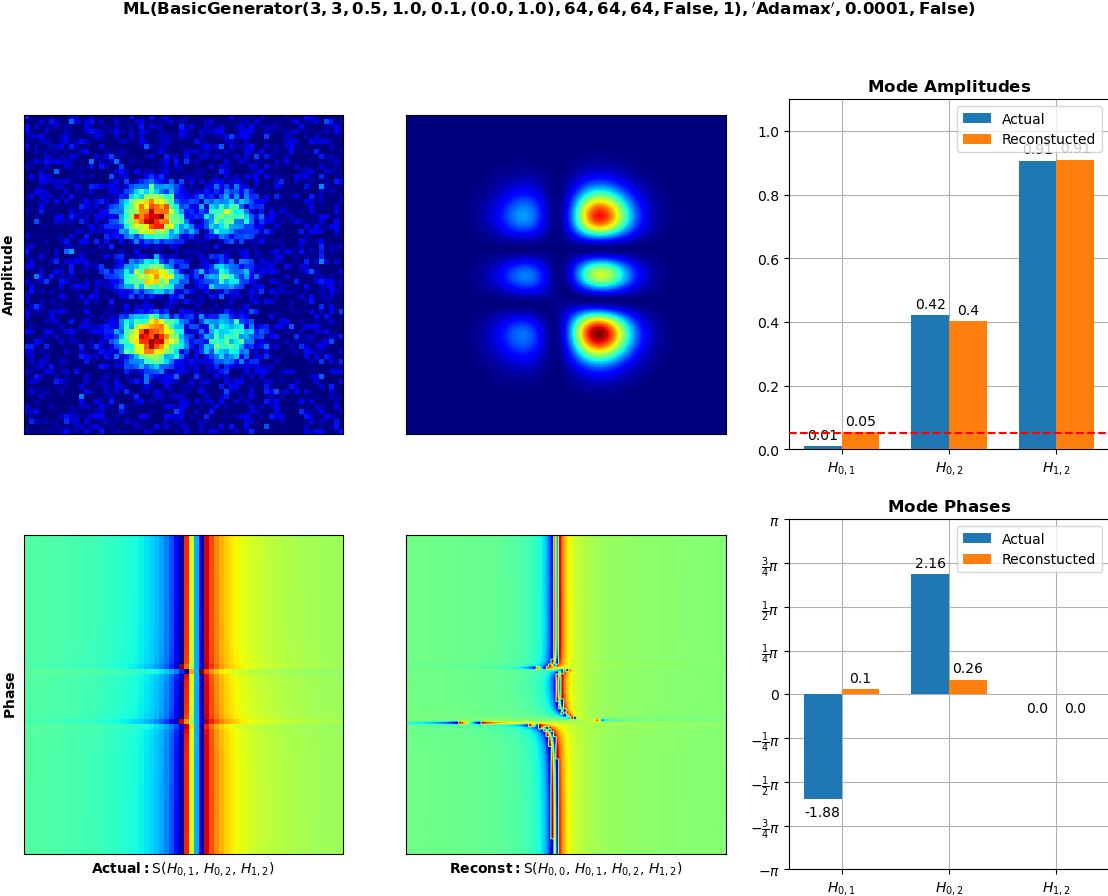 ML(BasicGenerator(3, 3, 0.5, 1.0, 0.1, (0.0, 1.0), 64, 64, 64, False, 1), ′Adamax′, 0.0001, False)
Amplitude
Mode Amplitudes
Actual
Reconstucted
1.0
0.8
0.6
0.4
0.2
0.0
0.01
0.05
0.42
0.4
0.91
0.91
H₀,₁
H₀,₂
H₁,₂
Phase
Actual: S(H₀,₁, H₀,₂, H₁,₂)
Reconst: S(H₀,₀, H₀,₁, H₀,₂, H₁,₂)
Mode Phases
Actual
Reconstucted
π
3/4π
1/2π
1/4π
0
−1/4π
−1/2π
−3/4π
−π
-1.88
0.1
2.16
0.26
0.0
0.0
H₀,₁
H₀,₂
H₁,₂